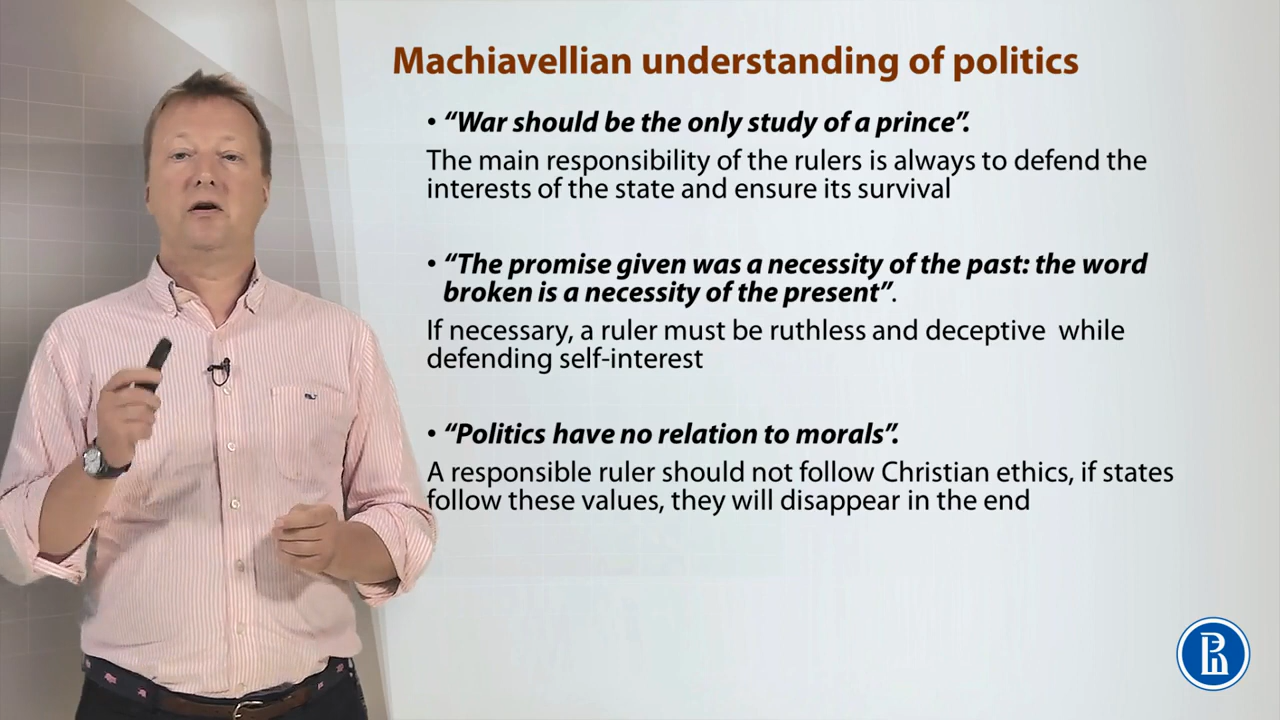 Machiavellian understanding of politics
• “War should be the only study of a prince”.
The main responsibility of the rulers is always to defend the
interests of the state and ensure its survival
• “The promise given was a necessity of the past: the word
broken is a necessity of the present”.
If necessary, a ruler must be ruthless and deceptive while
defending self-interest
• “Politics have no relation to morals”.
A responsible ruler should not follow Christian ethics, if states
follow these values, they will disappear in the end